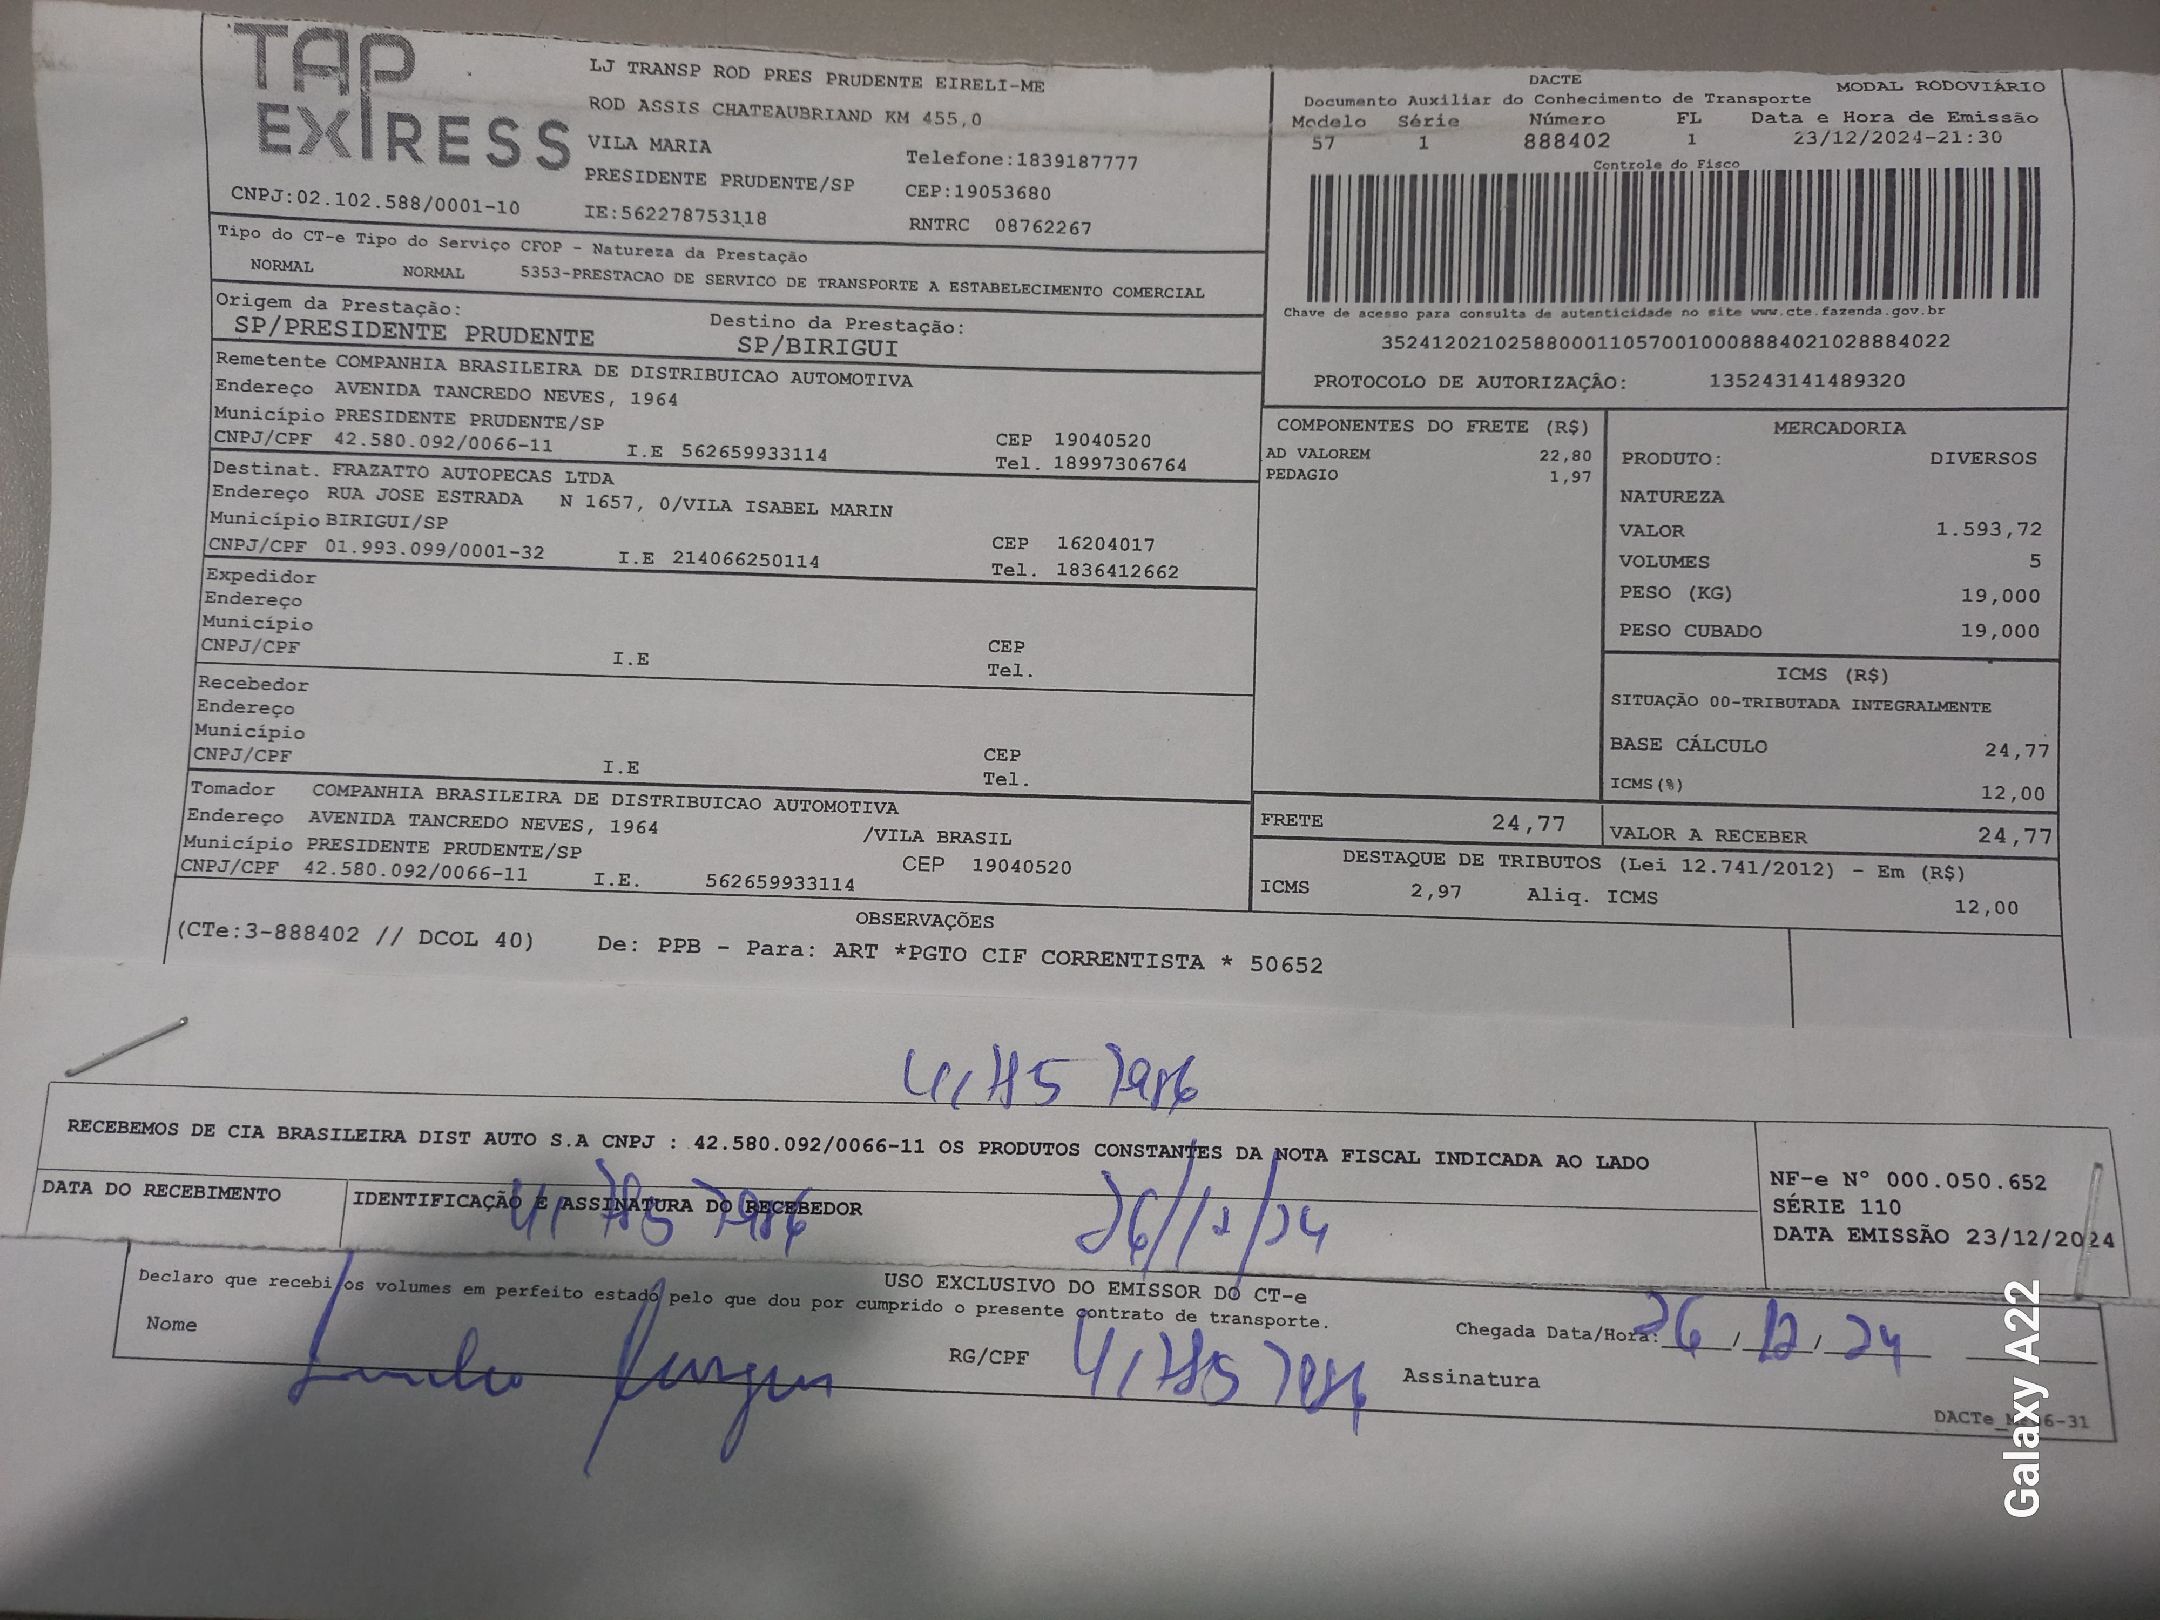 TAP EXPRESS
LJ TRANSP ROD PRES PRUDENTE EIRELI-ME
ROD ASSIS CHATEAUBRIAND KM 455,0
VILA MARIA
Telefone:1839187777
PRESIDENTE PRUDENTE/SP
CEP:19053680
CNPJ:02.102.588/0001-10
IE:562278753118
RNTRC 08762267
DACTE MODAL RODOVIÁRIO
Documento Auxiliar do Conhecimento de Transporte
Modelo Série Número FL Data e Hora de Emissão
57 1 888402 1 23/12/2024-21:30
Controle do Fisco
Chave de acesso para consulta de autenticidade no site www.cte.fazenda.gov.br
35241202102588000110570010008884021028884022
PROTOCOLO DE AUTORIZAÇÃO: 135243141489320
Tipo do CT-e Tipo do Serviço CFOP - Natureza da Prestação
NORMAL NORMAL 5353-PRESTACAO DE SERVICO DE TRANSPORTE A ESTABELECIMENTO COMERCIAL
Origem da Prestação: Destino da Prestação:
SP/PRESIDENTE PRUDENTE SP/BIRIGUI
Remetente COMPANHIA BRASILEIRA DE DISTRIBUICAO AUTOMOTIVA
Endereço AVENIDA TANCREDO NEVES, 1964
Município PRESIDENTE PRUDENTE/SP CEP 19040520
CNPJ/CPF 42.580.092/0066-11 I.E 562659933114 Tel. 18997306764
Destinat. FRAZATTO AUTOPECAS LTDA
Endereço RUA JOSE ESTRADA N 1657, 0/VILA ISABEL MARIN
Município BIRIGUI/SP CEP 16204017
CNPJ/CPF 01.993.099/0001-32 I.E 214066250114 Tel. 1836412662
Expedidor
Endereço
Município CEP
CNPJ/CPF I.E Tel.
Recebedor
Endereço
Município CEP
CNPJ/CPF I.E Tel.
Tomador COMPANHIA BRASILEIRA DE DISTRIBUICAO AUTOMOTIVA
Endereço AVENIDA TANCREDO NEVES, 1964 /VILA BRASIL
Município PRESIDENTE PRUDENTE/SP CEP 19040520
CNPJ/CPF 42.580.092/0066-11 I.E. 562659933114
COMPONENTES DO FRETE (R$)
AD VALOREM 22,80
PEDAGIO 1,97
MERCADORIA
PRODUTO: DIVERSOS
NATUREZA
VALOR 1.593,72
VOLUMES 5
PESO (KG) 19,000
PESO CUBADO 19,000
ICMS (R$)
SITUAÇÃO 00-TRIBUTADA INTEGRALMENTE
BASE CÁLCULO 24,77
ICMS(%) 12,00
FRETE 24,77 VALOR A RECEBER 24,77
DESTAQUE DE TRIBUTOS (Lei 12.741/2012) - Em (R$)
ICMS 2,97 Aliq. ICMS 12,00
OBSERVAÇÕES
(CTe:3-888402 // DCOL 40) De: PPB - Para: ART *PGTO CIF CORRENTISTA * 50652
RECEBEMOS DE CIA BRASILEIRA DIST AUTO S.A CNPJ : 42.580.092/0066-11 OS PRODUTOS CONSTANTES DA NOTA FISCAL INDICADA AO LADO
DATA DO RECEBIMENTO IDENTIFICAÇÃO E ASSINATURA DO RECEBEDOR
26/12/24
NF-e Nº 000.050.652
SÉRIE 110
DATA EMISSÃO 23/12/2024
USO EXCLUSIVO DO EMISSOR DO CT-e
Declaro que recebi os volumes em perfeito estado pelo que dou por cumprido o presente contrato de transporte.
Nome RG/CPF Chegada Data/Hora: 26/12/24
Assinatura
Galaxy A22